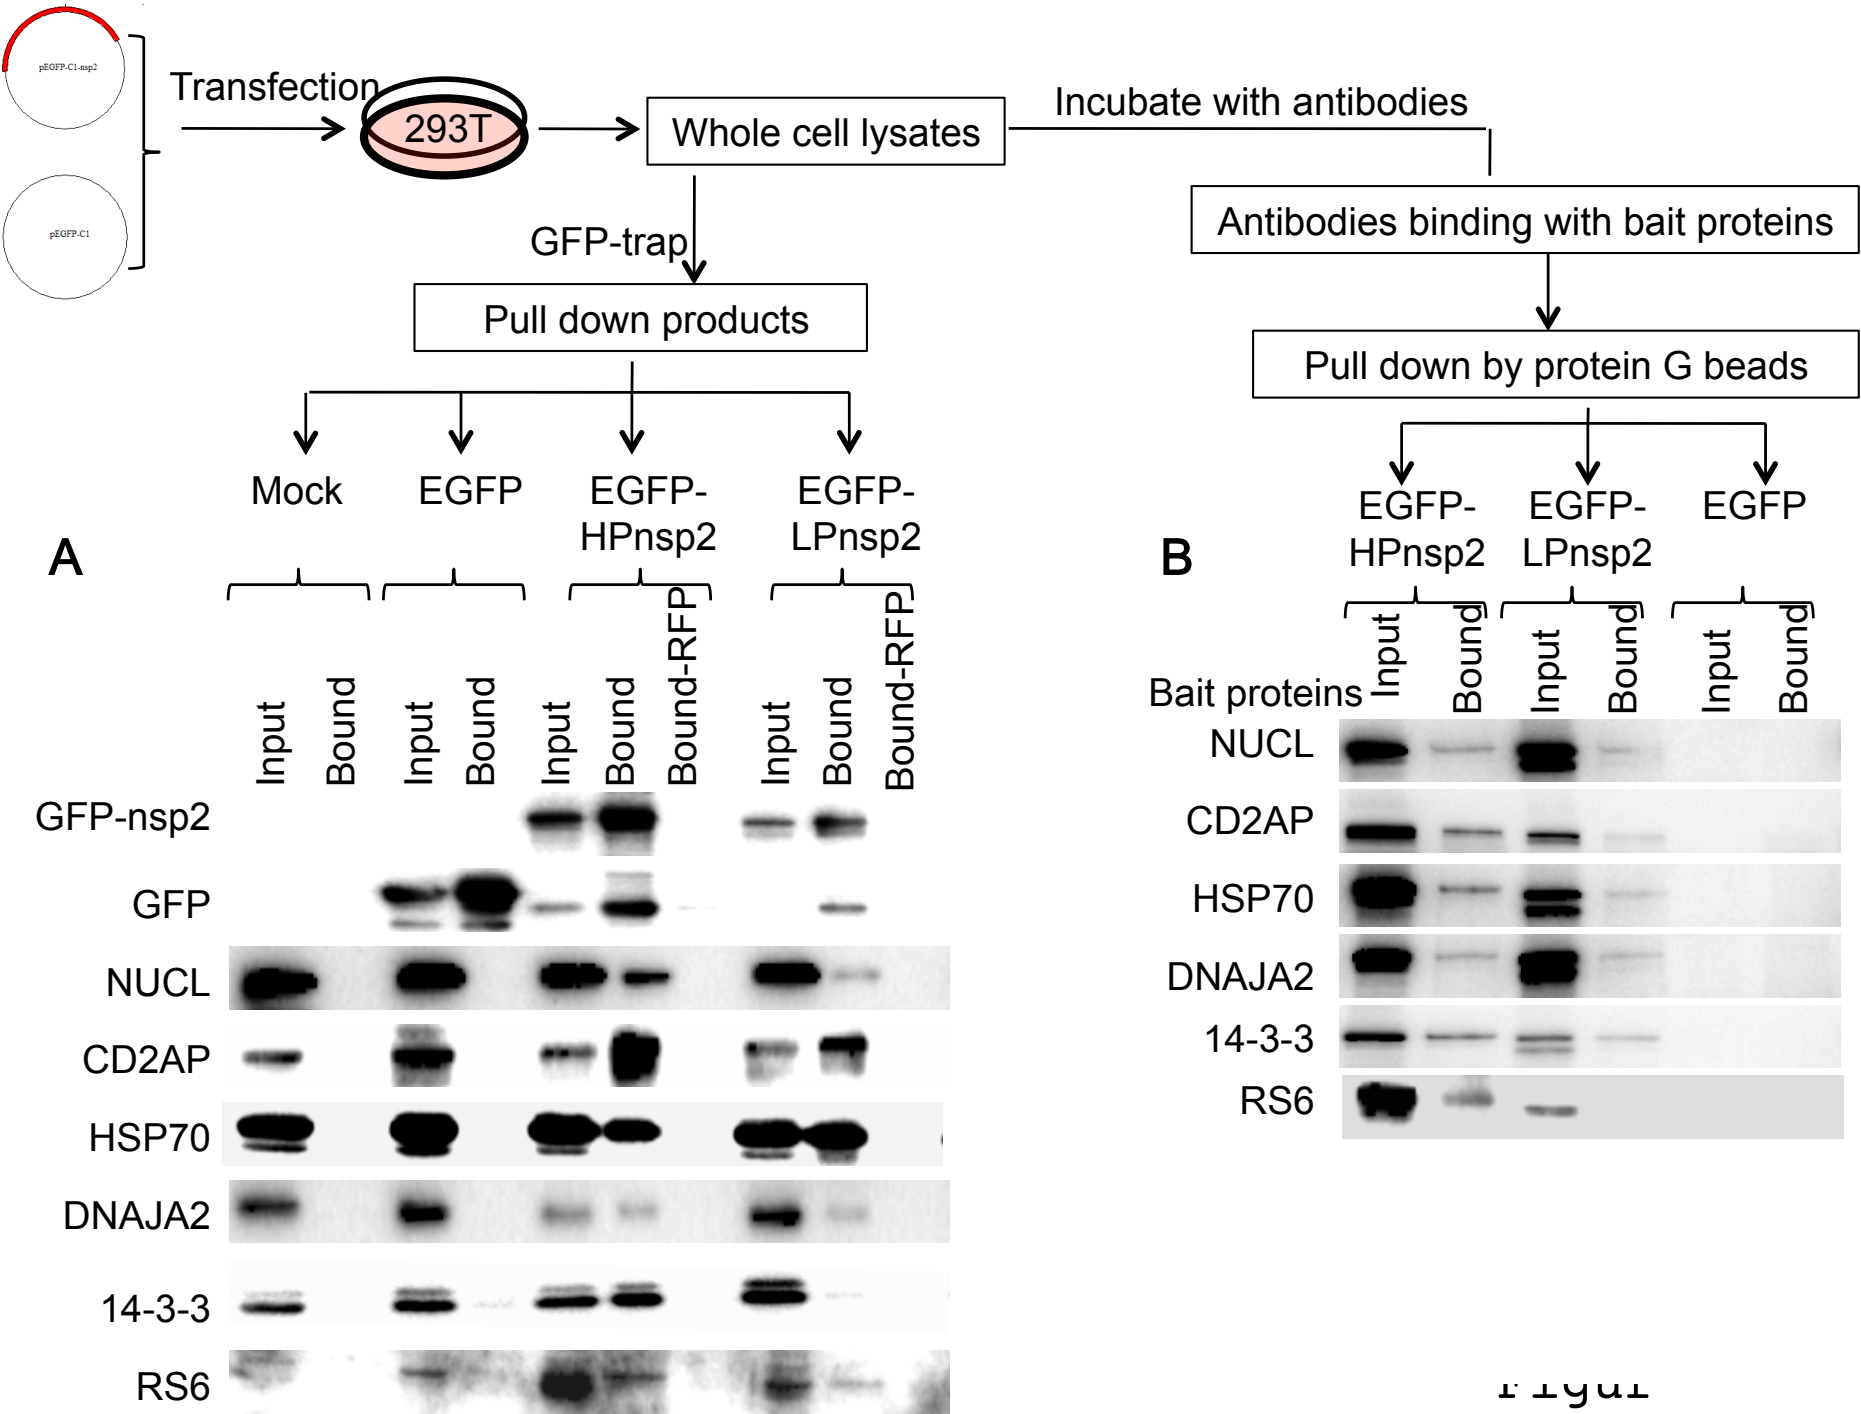 pEGFP-C1-nsp2
pEGFP-C1
Transfection
293T
Whole cell lysates
Incubate with antibodies
GFP-trap
Antibodies binding with bait proteins
Pull down products
Pull down by protein G beads
Mock
EGFP
EGFP-
HPnsp2
EGFP-
LPnsp2
A
Input
Bound
Input
Bound
Input
Bound
Bound-RFP
Input
Bound
Bound-RFP
GFP-nsp2
GFP
NUCL
CD2AP
HSP70
DNAJA2
14-3-3
RS6
EGFP-
HPnsp2
EGFP-
LPnsp2
EGFP
B
Input
Bound
Input
Bound
Input
Bound
Bait proteins
NUCL
CD2AP
HSP70
DNAJA2
14-3-3
RS6